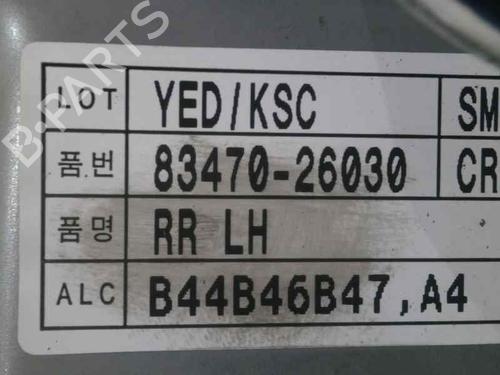 LOT YED/KSC SM
품.번 83470-26030 CR
품 명 RR LH
ALC B44B46B47,A4
B-PARTS